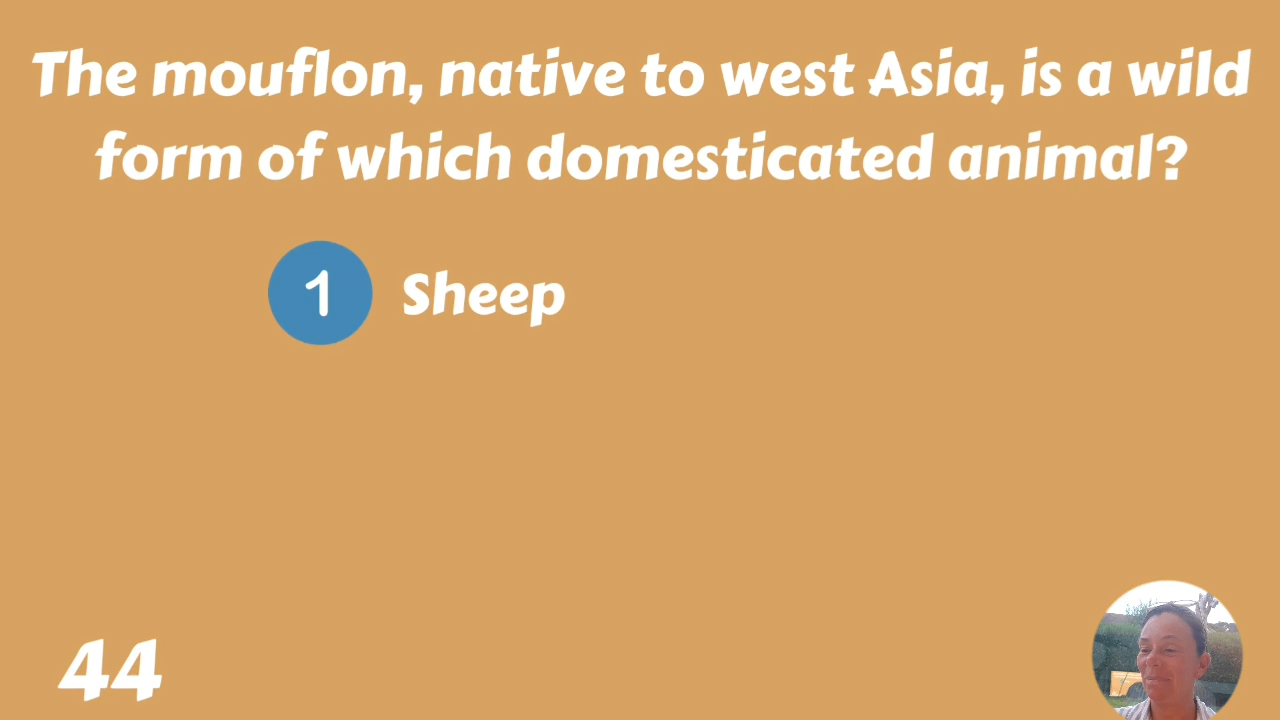 The mouflon, native to west Asia, is a wild
form of which domesticated animal?
1 Sheep
44